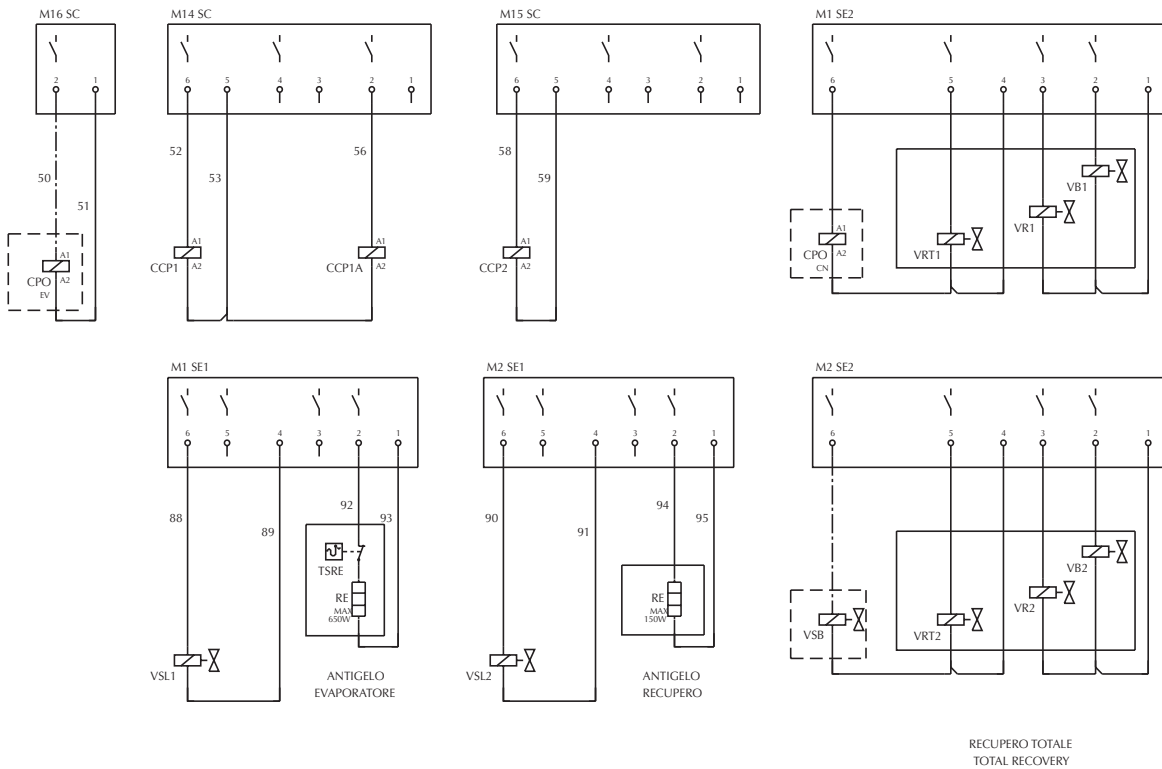 M16 SC
2 1
50
51
A1
CPO
A2
EV
M14 SC
6 5 4 3 2 1
52
53
56
A1
CCP1
A2
A1
CCP1A
A2
M15 SC
6 5 4 3 2 1
58
59
A1
CCP2
A2
M1 SE2
6 5 4 3 2 1
VB1
VR1
VRT1
A1
CPO
A2
CN
M1 SE1
6 5 4 3 2 1
88
89
92
93
TSRE
RE
MAX
650W
VSL1
ANTIGELO
EVAPORATORE
M2 SE1
6 5 4 3 2 1
90
91
94
95
RE
MAX
150W
VSL2
ANTIGELO
RECUPERO
M2 SE2
6 5 4 3 2 1
VB2
VR2
VRT2
VSB
RECUPERO TOTALE
TOTAL RECOVERY